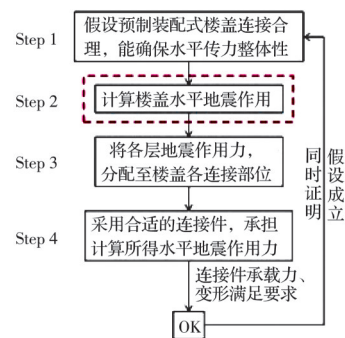 Step 1
假设预制装配式楼盖连接合
理，能确保水平传力整体性
Step 2
计算楼盖水平地震作用
Step 3
将各层地震作用力，
分配至楼盖各连接部位
Step 4
采用合适的连接件，承担
计算所得水平地震作用力
连接件承载力、
变形满足要求
OK
假设成立
同时证明